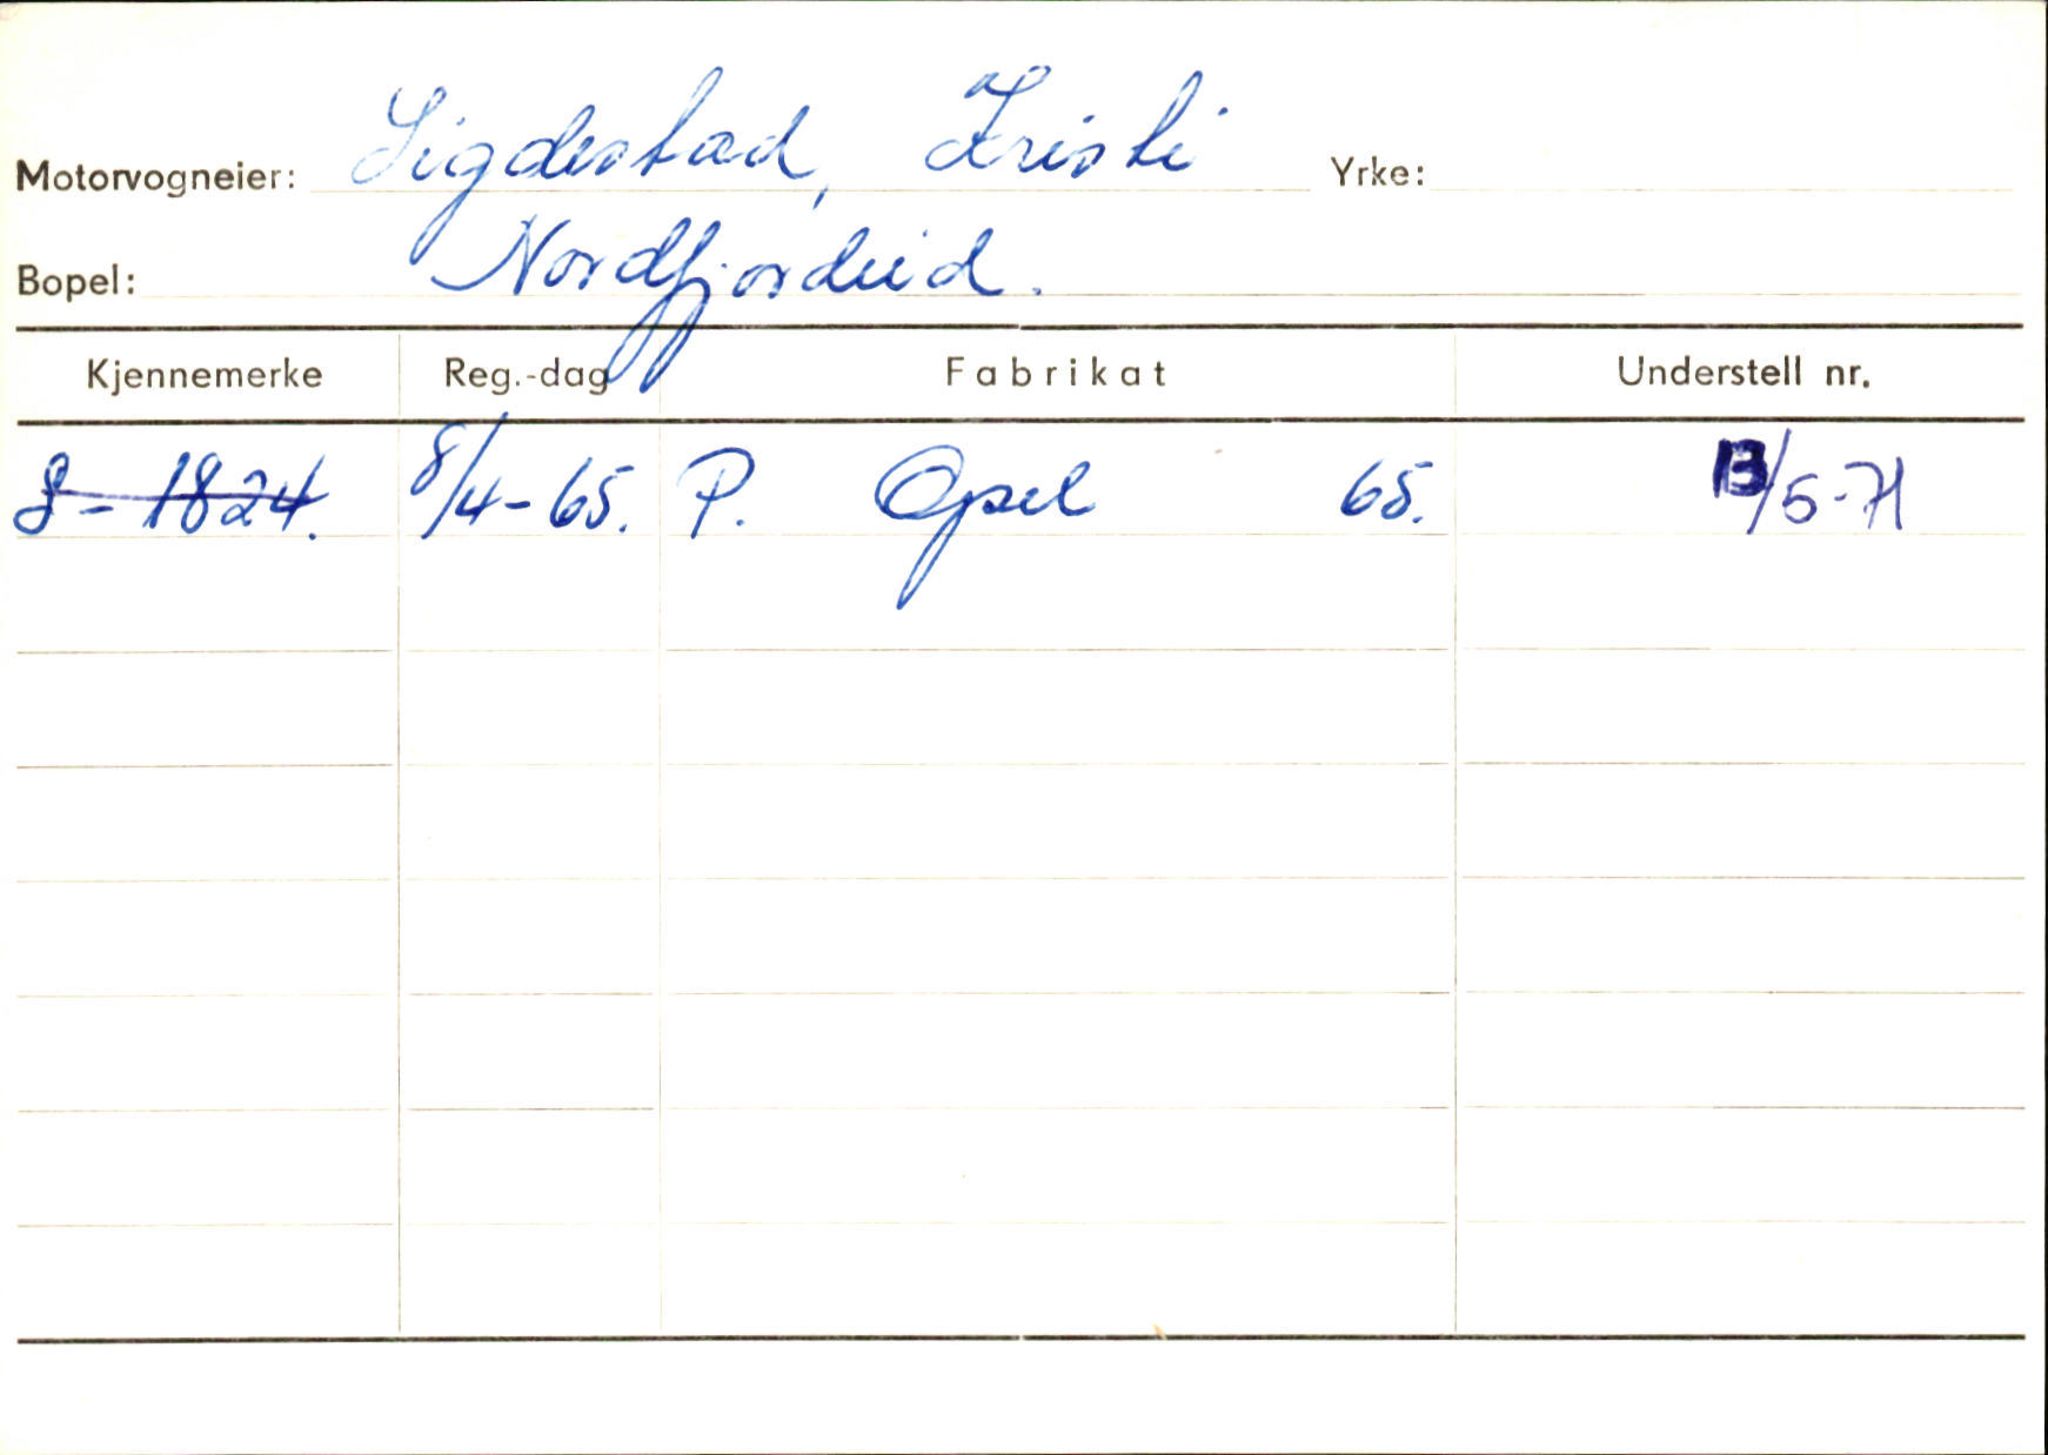 Motorvogneier: Sigdestad, Kristi Yrke:
Bopel: Nordfjordeid.
Kjennemerke Reg.-dag Fabrikat Understell nr.
S-1824. 8/4-65. P. Opel 65. 13/5-71